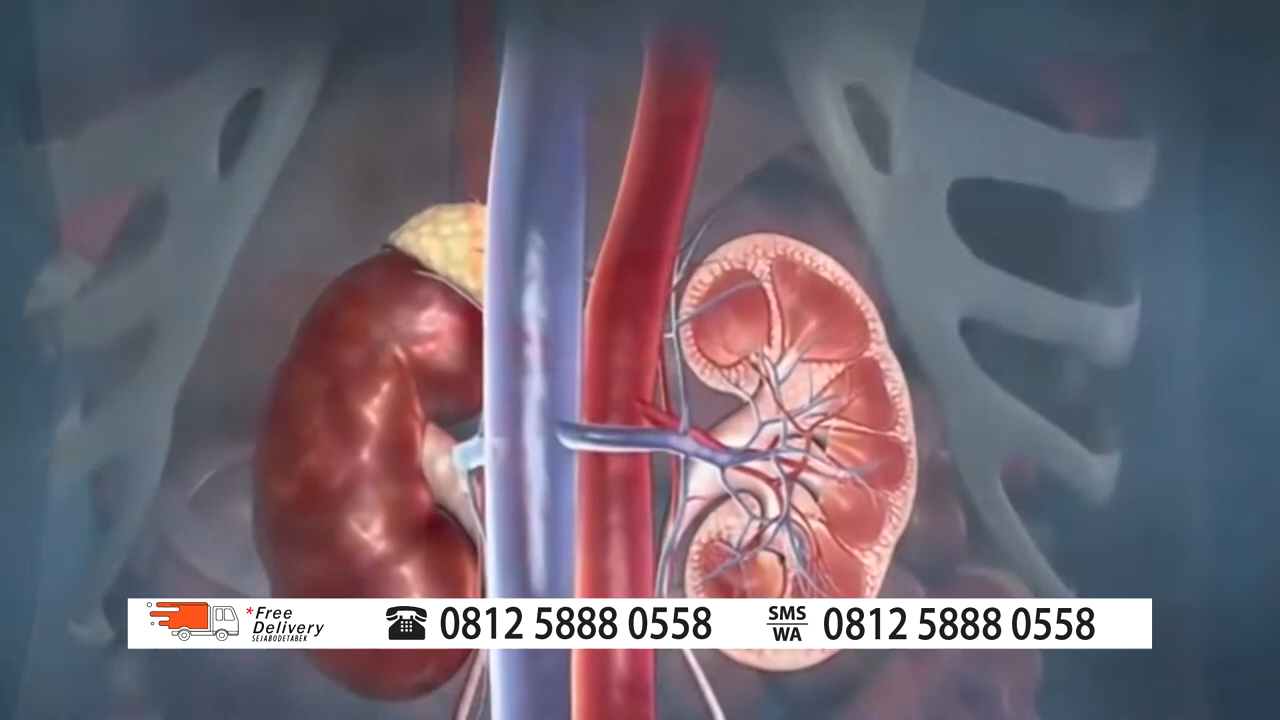 *Free
Delivery
SEJABODETABEK
0812 5888 0558
SMS
WA
0812 5888 0558